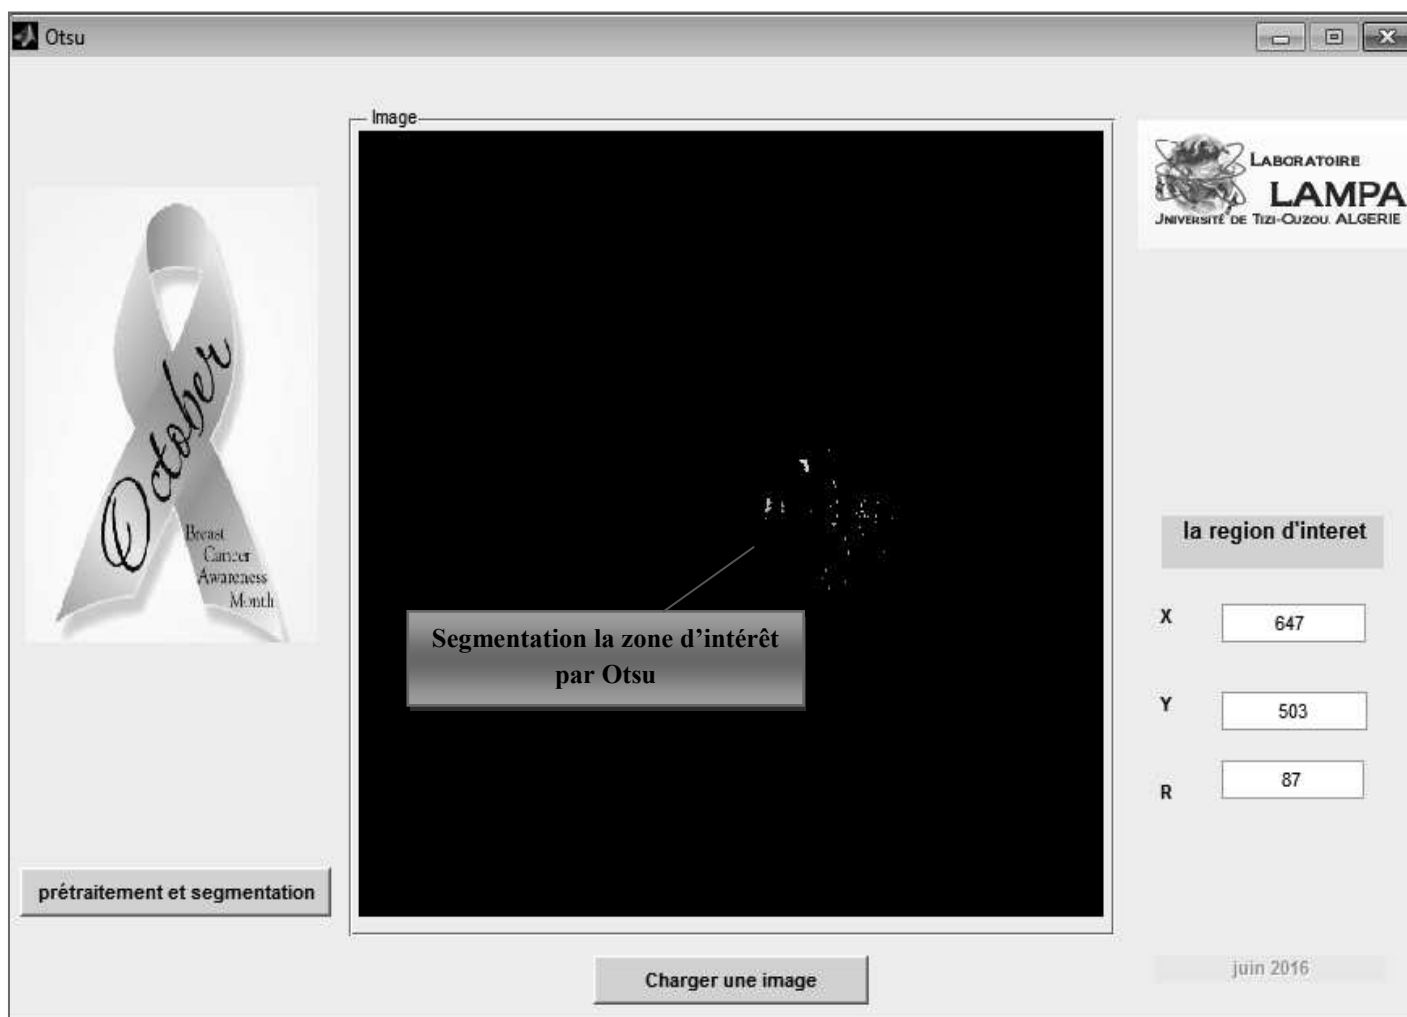 Otsu
Image
LABORATOIRE
LAMPA
UNIVERSITÉ DE TIZI-OUZOU. ALGERIE
October
Breast
Cancer
Awareness
Month
Segmentation la zone d’intérêt
par Otsu
la region d'interet
X
647
Y
503
R
87
prétraitement et segmentation
Charger une image
juin 2016